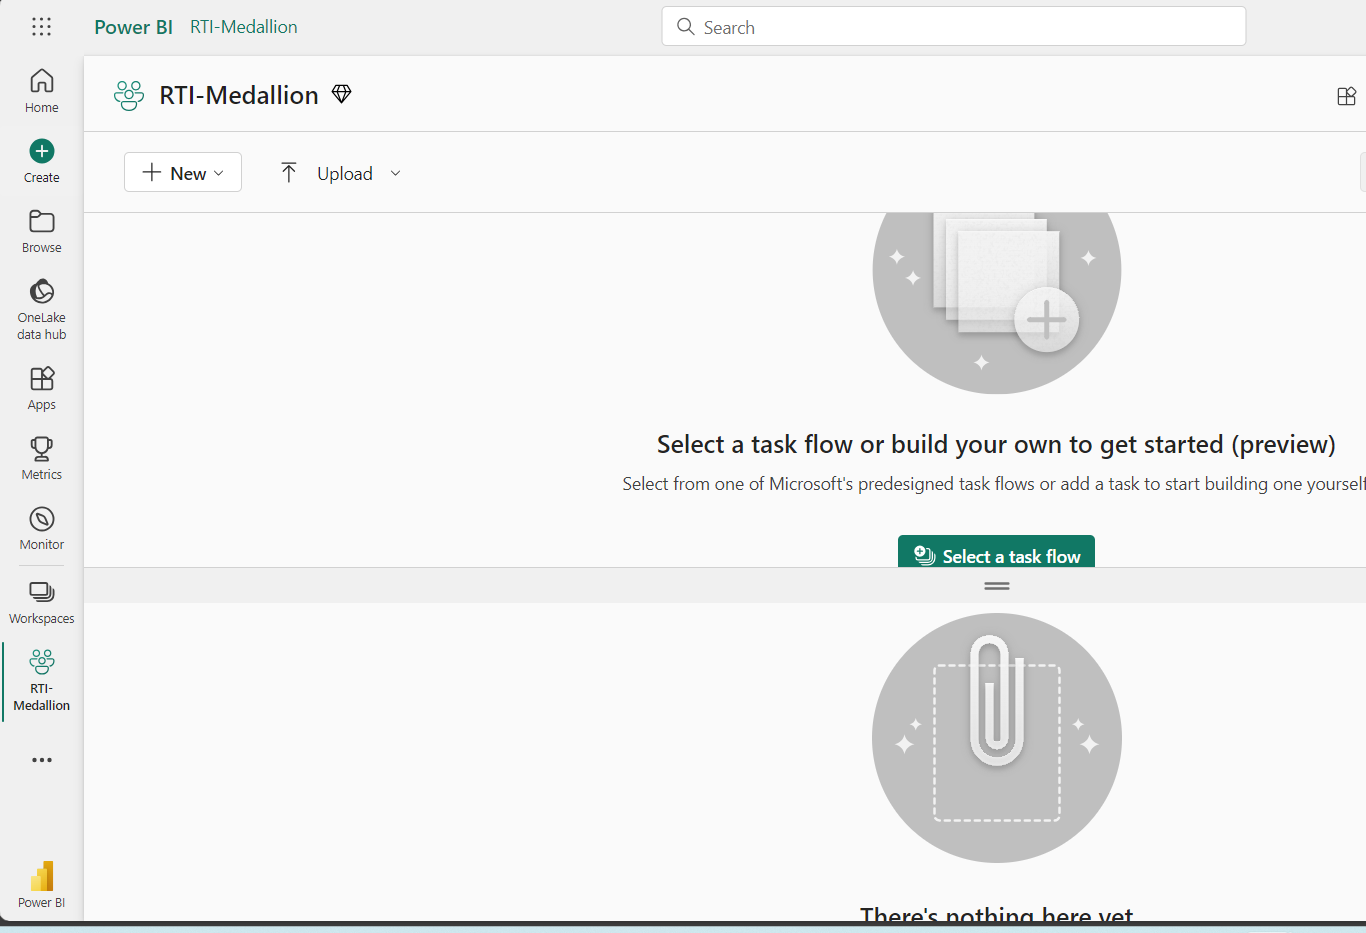 Power BI RTI-Medallion
Search
Home
Create
Browse
OneLake
data hub
Apps
Metrics
Monitor
Workspaces
RTI-
Medallion
Power BI
RTI-Medallion
New
Upload
Select a task flow or build your own to get started (preview)
Select from one of Microsoft's predesigned task flows or add a task to start building one yourself
Select a task flow
There's nothing here yet